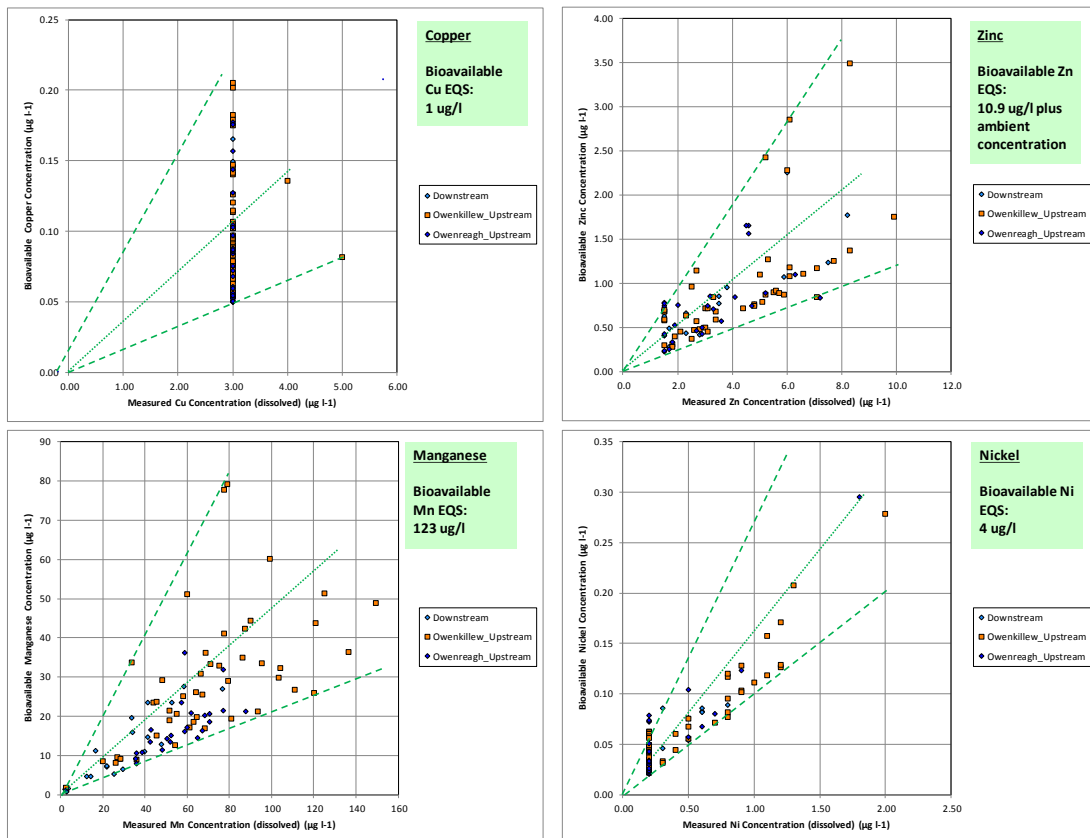 Copper
Bioavailable
Cu EQS:
1 ug/l
Bioavailable Copper Concentration (µg l-1)
0.25
0.20
0.15
0.10
0.05
0.00
0.00 1.00 2.00 3.00 4.00 5.00 6.00
Measured Cu Concentration (dissolved) (µg l-1)
Downstream
Owenkillew_Upstream
Owenreagh_Upstream
Zinc
Bioavailable Zn
EQS:
10.9 ug/l plus
ambient
concentration
Bioavailable Zinc Concentration (µg l-1)
4.00
3.50
3.00
2.50
2.00
1.50
1.00
0.50
0.00
0.0 2.0 4.0 6.0 8.0 10.0 12.0
Measured Zn Concentration (dissolved) (µg l-1)
Downstream
Owenkillew_Upstream
Owenreagh_Upstream
Manganese
Bioavailable
Mn EQS:
123 ug/l
Bioavailable Manganese Concentration (µg l-1)
90
80
70
60
50
40
30
20
10
0
0 20 40 60 80 100 120 140 160
Measured Mn Concentration (dissolved) (µg l-1)
Downstream
Owenkillew_Upstream
Owenreagh_Upstream
Nickel
Bioavailable Ni
EQS:
4 ug/l
Bioavailable Nickel Concentration (µg l-1)
0.35
0.30
0.25
0.20
0.15
0.10
0.05
0.00
0.00 0.50 1.00 1.50 2.00 2.50
Measured Ni Concentration (dissolved) (µg l-1)
Downstream
Owenkillew_Upstream
Owenreagh_Upstream